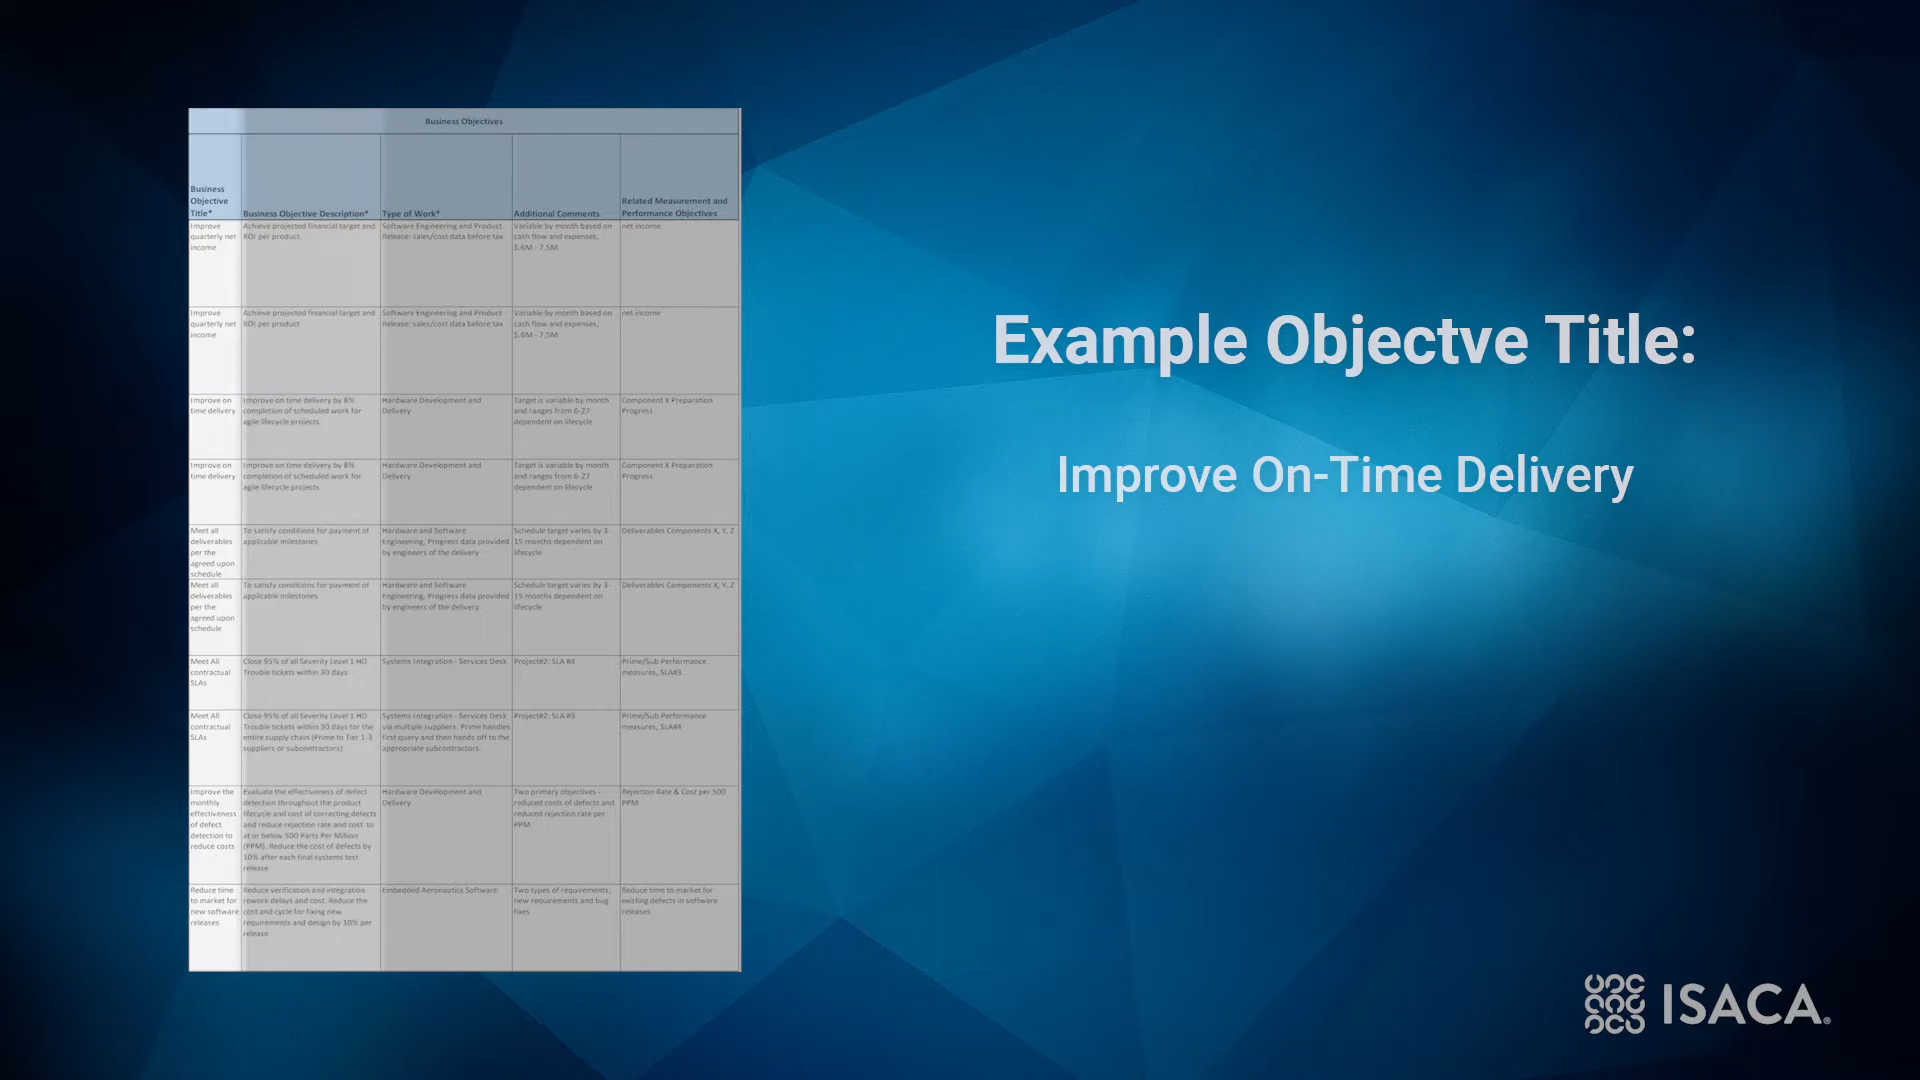 Business Objectives
Business
Objective
Title*
Business Objective Description*
Type of Work*
Additional Comments
Related Measurement and
Performance Objectives
Improve
quarterly net
income
Achieve projected financial target and
ROI per product
Software Engineering and Product
Release: sales/cost data before tax
Variable by month based on
cash flow and expenses,
5.6M - 7.5M
net income
Improve
quarterly net
income
Achieve projected financial target and
ROI per product
Software Engineering and Product
Release: sales/cost data before tax
Variable by month based on
cash flow and expenses,
5.6M - 7.5M
net income
Improve on
time delivery
Improve on time delivery by 8%
completion of scheduled work for
agile lifecycle projects
Hardware Development and
Delivery
Target is variable by month
and ranges from 6-27
dependent on lifecycle
Component X Preparation
Progress
Improve on
time delivery
Improve on time delivery by 8%
completion of scheduled work for
agile lifecycle projects
Hardware Development and
Delivery
Target is variable by month
and ranges from 6-27
dependent on lifecycle
Component X Preparation
Progress
Meet all
deliverables
per the
agreed upon
schedule
To satisfy conditions for payment of
applicable milestones
Hardware and Software
Engineering, Progress data provided
by engineers of the delivery
Schedule target varies by 3-
15 months dependent on
lifecycle
Deliverables Components X, Y, Z
Meet all
deliverables
per the
agreed upon
schedule
To satisfy conditions for payment of
applicable milestones
Hardware and Software
Engineering, Progress data provided
by engineers of the delivery
Schedule target varies by 3-
15 months dependent on
lifecycle
Deliverables Components X, Y, Z
Meet All
contractual
SLAs
Close 95% of all Severity Level 1 HD
Trouble tickets within 30 days
Systems Integration - Services Desk
Project#2: SLA #4
Prime/Sub Performance
measures, SLA#3
Meet All
contractual
SLAs
Close 95% of all Severity Level 1 HD
Trouble tickets within 30 days for the
entire supply chain (Prime to Tier 1-3
suppliers or subcontractors)
Systems Integration - Services Desk
via multiple suppliers. Prime handles
first query and then hands off to the
appropriate subcontractors.
Project#2: SLA #3
Prime/Sub Performance
measures, SLA#4
Improve the
monthly
effectiveness
of defect
detection to
reduce costs
Evaluate the effectiveness of defect
detection throughout the product
lifecycle and cost of correcting defects
and reduce rejection rate and cost to
at or below 500 Parts Per Million
(PPM). Reduce the cost of defects by
10% after each final systems test
release
Hardware Development and
Delivery
Two primary objectives -
reduced costs of defects and
reduced rejection rate per
PPM
Rejection Rate & Cost per 500
PPM
Reduce time
to market for
new software
releases
Reduce verification and integration
rework delays and cost. Reduce the
cost and cycle for fixing new
requirements and design by 10% per
release
Embedded Aeronautics Software
Two types of requirements;
new requirements and bug
fixes
Reduce time to market for
existing defects in software
releases
Example Objectve Title:
Improve On-Time Delivery
ISACA®